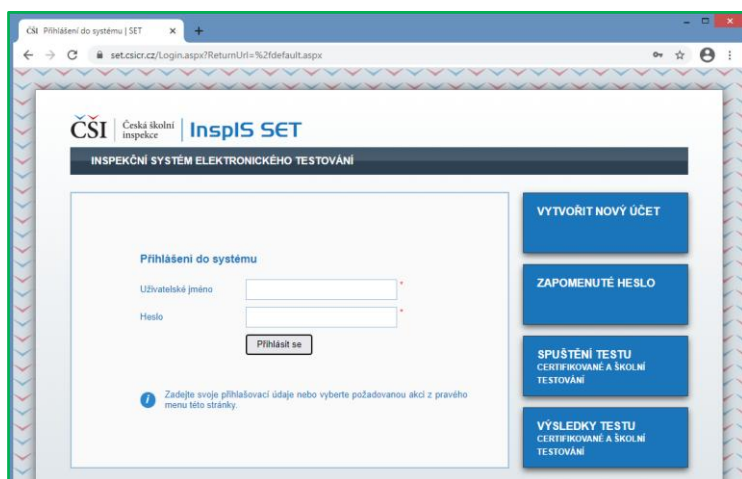 ČŠI Přihlášení do systému | SET
set.csicr.cz/Login.aspx?ReturnUrl=%2fdefault.aspx
ČŠI Česká školní inspekce InspIS SET
INSPEKČNÍ SYSTÉM ELEKTRONICKÉHO TESTOVÁNÍ
Přihlášení do systému
Uživatelské jméno *
Heslo *
Přihlásit se
Zadejte svoje přihlašovací údaje nebo vyberte požadovanou akci z pravého
menu této stránky.
VYTVOŘIT NOVÝ ÚČET
ZAPOMENUTÉ HESLO
SPUŠTĚNÍ TESTU
CERTIFIKOVANÉ A ŠKOLNÍ
TESTOVÁNÍ
VÝSLEDKY TESTU
CERTIFIKOVANÉ A ŠKOLNÍ
TESTOVÁNÍ